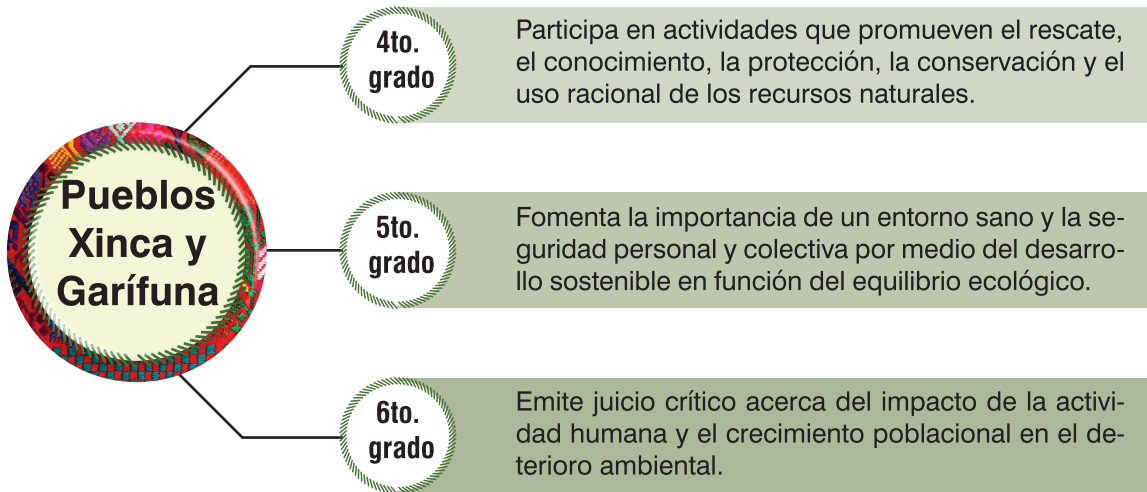 Pueblos
Xinca y
Garífuna
4to.
grado
Participa en actividades que promueven el rescate,
el conocimiento, la protección, la conservación y el
uso racional de los recursos naturales.
5to.
grado
Fomenta la importancia de un entorno sano y la se-
guridad personal y colectiva por medio del desarro-
llo sostenible en función del equilibrio ecológico.
6to.
grado
Emite juicio crítico acerca del impacto de la activi-
dad humana y el crecimiento poblacional en el de-
terioro ambiental.